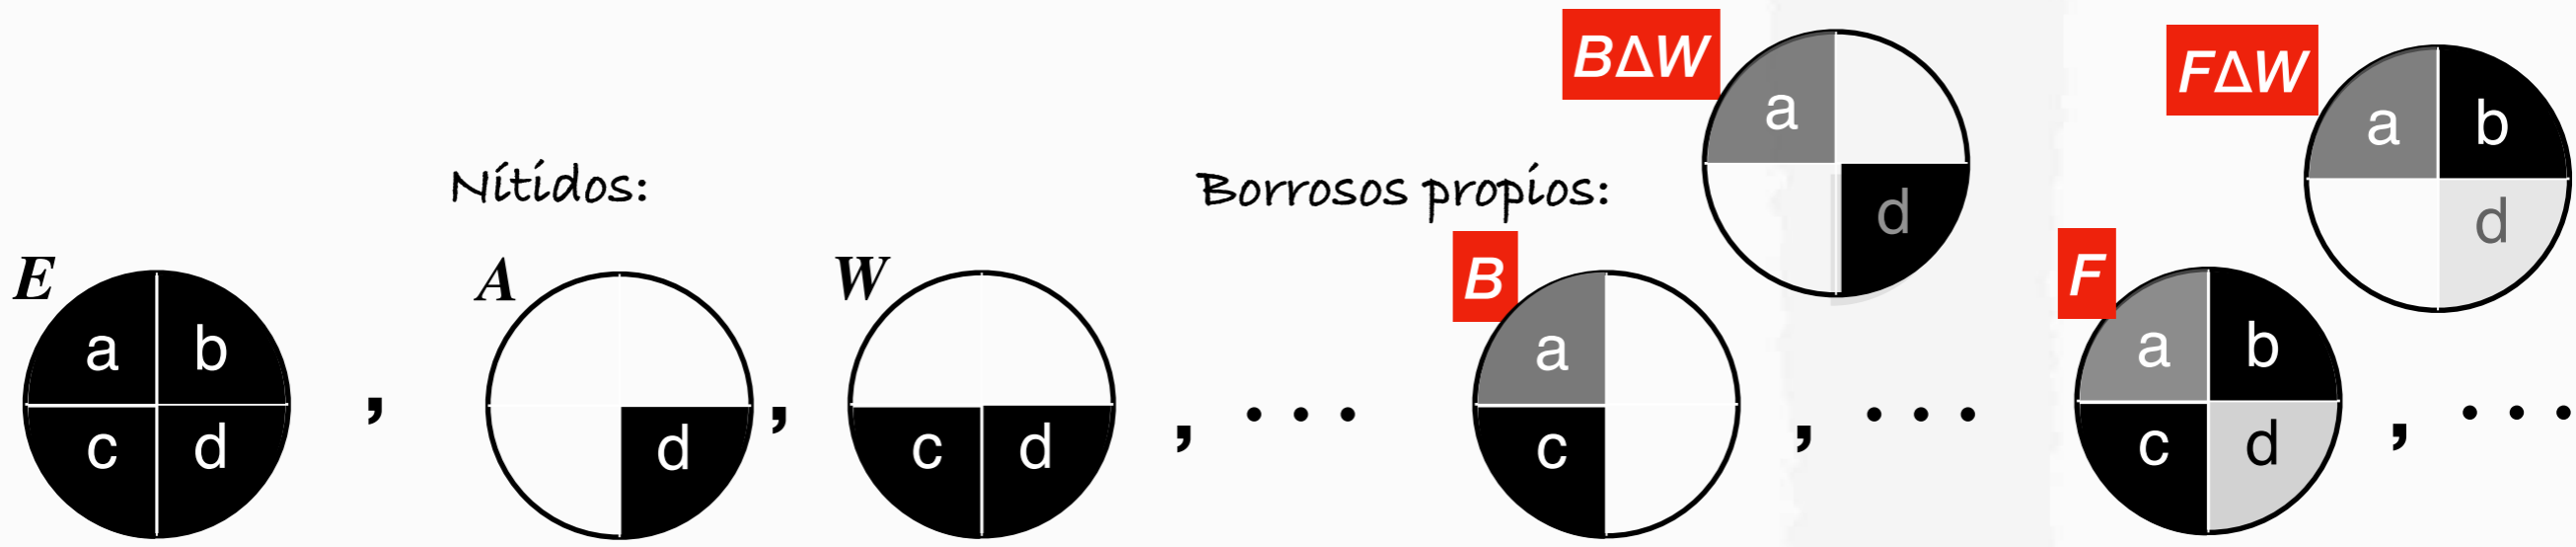 BΔW
a
d
FΔW
a b
d
Nítidos:
Borrosos propios:
E
a b
c d
,
A
d
,
W
c d
, ...
B
a
c
, ...
F
a b
c d
, ...